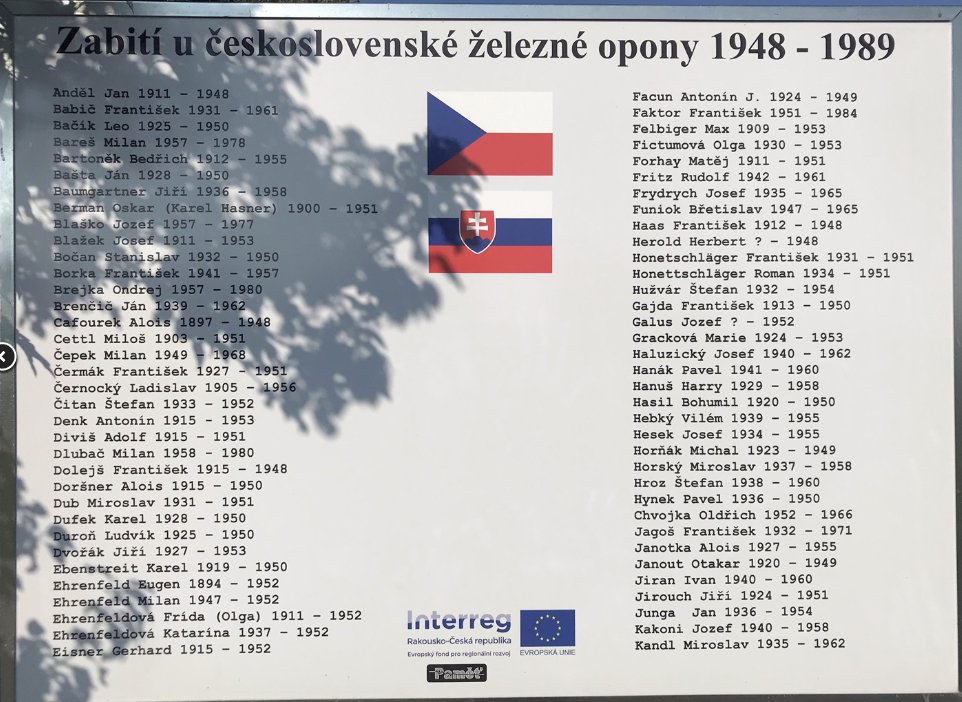 Zabití u československé železné opony 1948 - 1989
Anděl Jan 1911 – 1948
Babič František 1931 – 1961
Bačík Leo 1925 – 1950
Bareš Milan 1957 – 1978
Bartoněk Bedřich 1912 – 1955
Bašta Ján 1928 – 1950
Baumgartner Jiří 1936 – 1958
Berman Oskar (Karel Hasner) 1900 – 1951
Blaško Jozef 1957 – 1977
Blažek Josef 1911 – 1953
Bočan Stanislav 1932 – 1950
Borka František 1941 – 1957
Brejka Ondrej 1957 – 1980
Brenčič Ján 1939 – 1962
Cafourek Alois 1897 – 1948
Cettl Miloš 1903 – 1951
Čepek Milan 1949 – 1968
Čermák František 1927 – 1951
Černocký Ladislav 1905 – 1956
Čitan Štefan 1933 – 1952
Denk Antonín 1915 – 1953
Diviš Adolf 1915 – 1951
Dlubač Milan 1958 – 1980
Dolejš František 1915 – 1948
Doršner Alois 1915 – 1950
Dub Miroslav 1931 – 1951
Dufek Karel 1928 – 1950
Duroň Ludvík 1925 – 1950
Dvořák Jiří 1927 – 1953
Ebenstreit Karel 1919 – 1950
Ehrenfeld Eugen 1894 – 1952
Ehrenfeld Milan 1947 – 1952
Ehrenfeldová Frída (Olga) 1911 – 1952
Ehrenfeldová Katarína 1937 – 1952
Eisner Gerhard 1915 – 1952
Facun Antonín J. 1924 – 1949
Faktor František 1951 – 1984
Felbiger Max 1909 – 1953
Fictumová Olga 1930 – 1953
Forhay Matěj 1911 – 1951
Fritz Rudolf 1942 – 1961
Frydrych Josef 1935 – 1965
Funiok Břetislav 1947 – 1965
Haas František 1912 – 1948
Herold Herbert ? – 1948
Honetschläger František 1931 – 1951
Honettschläger Roman 1934 – 1951
Hužvár Štefan 1932 – 1954
Gajda František 1913 – 1950
Galus Jozef ? – 1952
Gracková Marie 1924 – 1953
Haluzický Josef 1940 – 1962
Hanák Pavel 1941 – 1960
Hanuš Harry 1929 – 1958
Hasil Bohumil 1920 – 1950
Hebký Vilém 1939 – 1955
Hesek Josef 1934 – 1955
Horňák Michal 1923 – 1949
Horský Miroslav 1937 – 1958
Hroz Štefan 1938 – 1960
Hynek Pavel 1936 – 1950
Chvojka Oldřich 1952 – 1966
Jagoš František 1932 – 1971
Janotka Alois 1927 – 1955
Janout Otakar 1920 – 1949
Jiran Ivan 1940 – 1960
Jirouch Jiří 1924 – 1951
Junga  Jan 1936 – 1954
Kakoni Jozef 1940 – 1958
Kandl Miroslav 1935 – 1962
Interreg
Rakousko-Česká republika
Evropský fond pro regionální rozvoj
EVROPSKÁ UNIE
Paměť